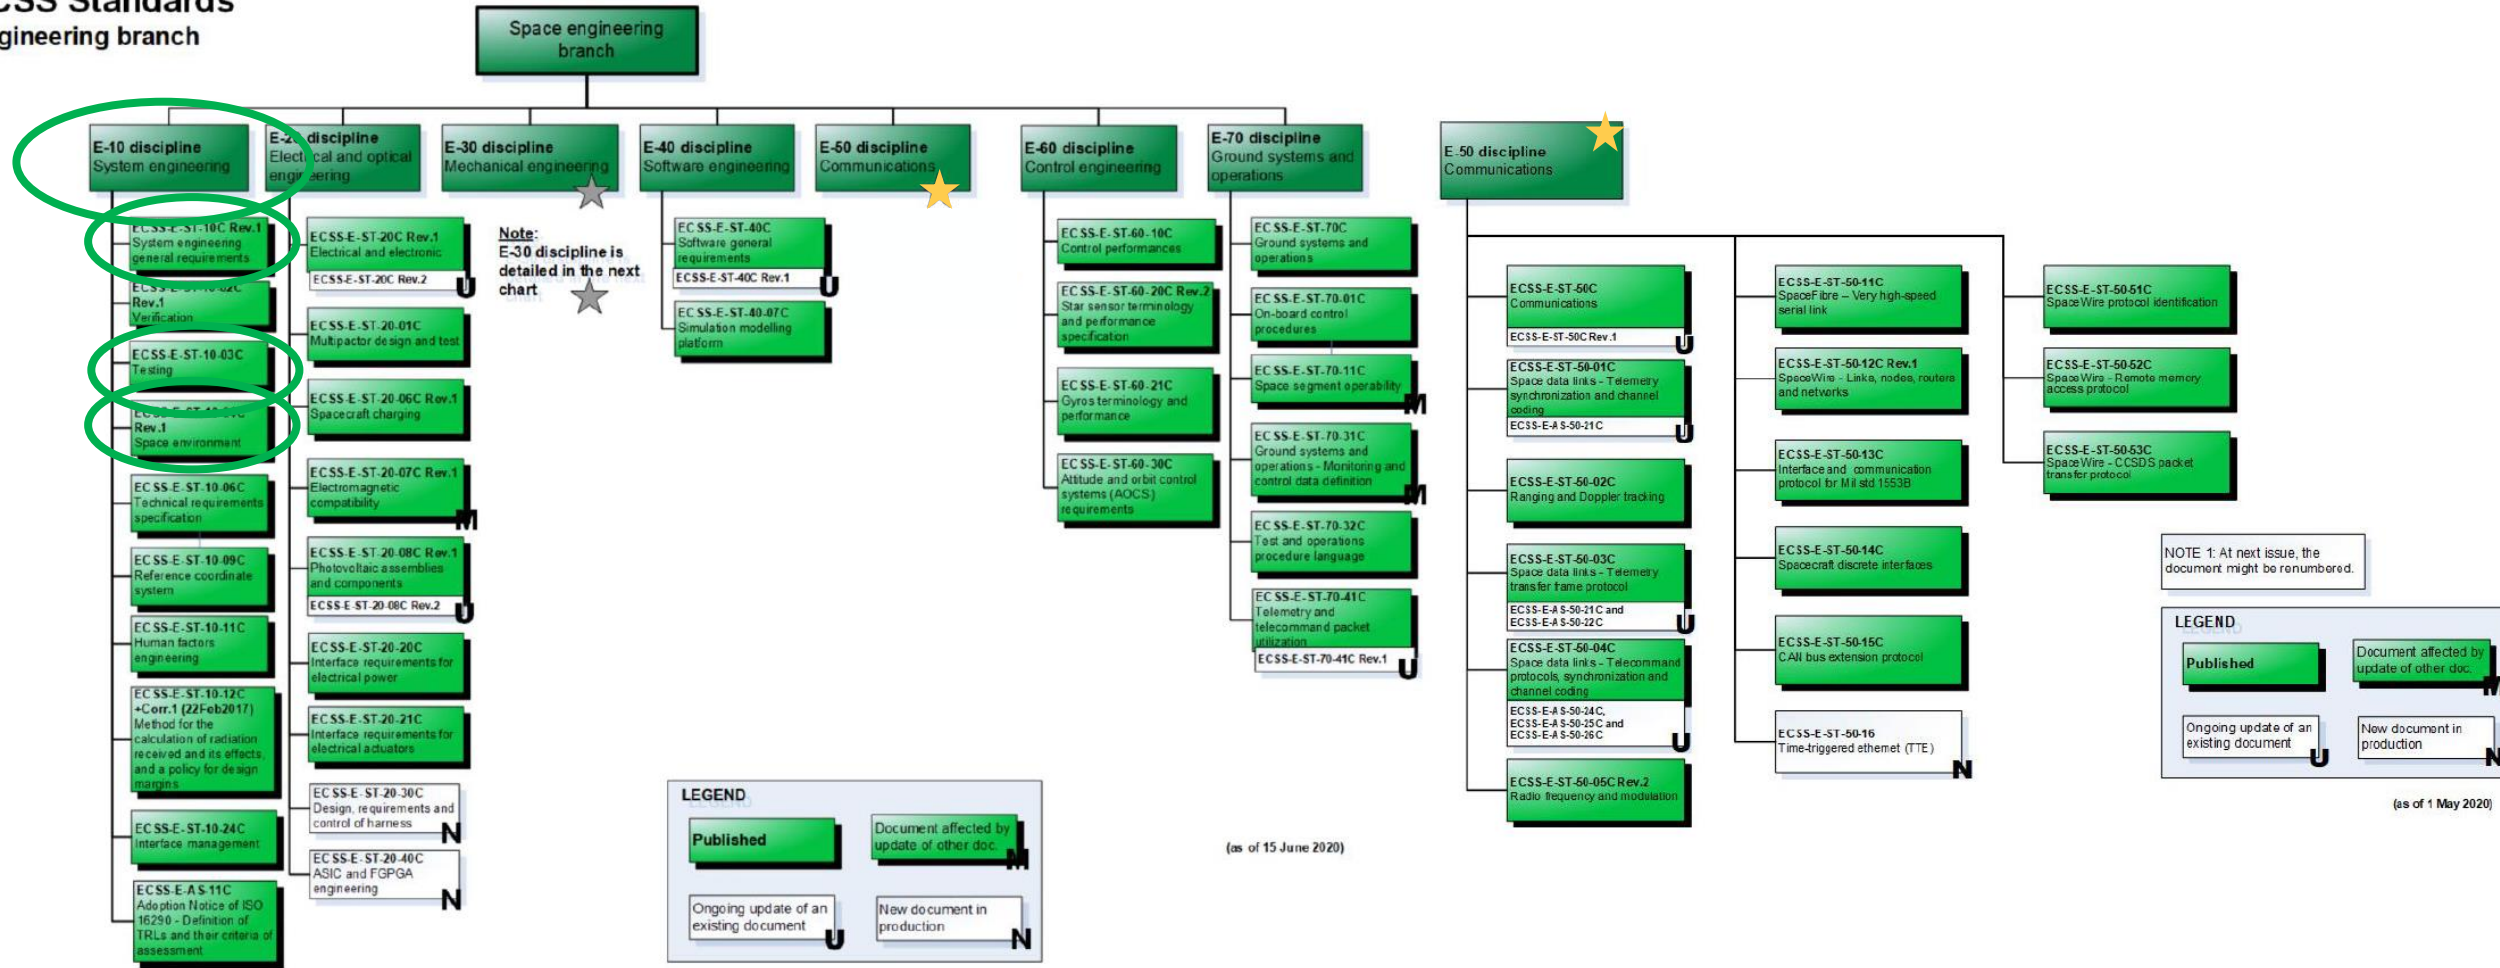 CSS Standards
gineering branch
Space engineering
branch
E-10 discipline
System engineering
E-20 discipline
Electrical and optical
engineering
E-30 discipline
Mechanical engineering
E-40 discipline
Software engineering
E-50 discipline
Communications
E-60 discipline
Control engineering
E-70 discipline
Ground systems and
operations
E-50 discipline
Communications
ECSS-E-ST-10C Rev.1
System engineering
general requirements
ECSS-E-ST-10-02C
Rev.1
Verification
ECSS-E-ST-10-03C
Testing
Rev.1
Space environment
ECSS-E-ST-10-06C
Technical requirements
specification
ECSS-E-ST-10-09C
Reference coordinate
system
ECSS-E-ST-10-11C
Human factors
engineering
ECSS-E-ST-10-12C
+Corr.1 (22Feb2017)
Method for the
calculation of radiation
received and its effects,
and a policy for design
margins
ECSS-E-ST-10-24C
Interface management
ECSS-E-AS-11C
Adoption Notice of ISO
16290 - Definition of
TRLs and their criteria of
assessment
ECSS-E-ST-20C Rev.1
Electrical and electronic
ECSS-E-ST-20C Rev.2
U
ECSS-E-ST-20-01C
Multipactor design and test
ECSS-E-ST-20-06C Rev.1
Spacecraft charging
ECSS-E-ST-20-07C Rev.1
Electromagnetic
compatibility
M
ECSS-E-ST-20-08C Rev.1
Photovoltaic assemblies
and components
ECSS-E-ST-20-08C Rev.2
U
ECSS-E-ST-20-20C
Interface requirements for
electrical power
ECSS-E-ST-20-21C
Interface requirements for
electrical actuators
ECSS-E-ST-20-30C
Design, requirements and
control of harness
N
ECSS-E-ST-20-40C
ASIC and FGPGA
engineering
N
Note:
E-30 discipline is
detailed in the next
chart
ECSS-E-ST-40C
Software general
requirements
ECSS-E-ST-40C Rev.1
U
ECSS-E-ST-40-07C
Simulation modelling
platform
ECSS-E-ST-60-10C
Control performances
ECSS-E-ST-60-20C Rev.2
Star sensor terminology
and performance
specification
ECSS-E-ST-60-21C
Gyros terminology and
performance
ECSS-E-ST-60-30C
Attitude and orbit control
systems (AOCS)
requirements
ECSS-E-ST-70C
Ground systems and
operations
ECSS-E-ST-70-01C
On-board control
procedures
ECSS-E-ST-70-11C
Space segment operability
M
ECSS-E-ST-70-31C
Ground systems and
operations - Monitoring and
control data definition
M
ECSS-E-ST-70-32C
Test and operations
procedure language
ECSS-E-ST-70-41C
Telemetry and
telecommand packet
utilization
ECSS-E-ST-70-41C Rev.1
U
ECSS-E-ST-50C
Communications
ECSS-E-ST-50C Rev.1
U
ECSS-E-ST-50-01C
Space data links - Telemetry
synchronization and channel
coding
ECSS-E-AS-50-21C
U
ECSS-E-ST-50-02C
Ranging and Doppler tracking
ECSS-E-ST-50-03C
Space data links - Telemetry
transfer frame protocol
ECSS-E-AS-50-21C and
ECSS-E-AS-50-22C
U
ECSS-E-ST-50-04C
Space data links - Telecommand
protocols, synchronization and
channel coding
ECSS-E-AS-50-24C,
ECSS-E-AS-50-25C and
ECSS-E-AS-50-26C
U
ECSS-E-ST-50-05C Rev.2
Radio frequency and modulation
ECSS-E-ST-50-11C
SpaceFibre – Very high-speed
serial link
ECSS-E-ST-50-12C Rev.1
SpaceWire - Links, nodes, routers
and networks
ECSS-E-ST-50-13C
Interface and communication
protocol for Mil std 1553B
ECSS-E-ST-50-14C
Spacecraft discrete interfaces
ECSS-E-ST-50-15C
CAN bus extension protocol
ECSS-E-ST-50-16
Time-triggered ethernet (TTE)
N
ECSS-E-ST-50-51C
SpaceWire protocol identification
ECSS-E-ST-50-52C
SpaceWire - Remote memory
access protocol
ECSS-E-ST-50-53C
SpaceWire - CCSDS packet
transfer protocol
NOTE 1: At next issue, the
document might be renumbered.
LEGEND
Published
Document affected by
update of other doc.
M
Ongoing update of an
existing document
U
New document in
production
N
(as of 1 May 2020)
LEGEND
Published
Document affected by
update of other doc.
M
Ongoing update of an
existing document
U
New document in
production
N
(as of 15 June 2020)